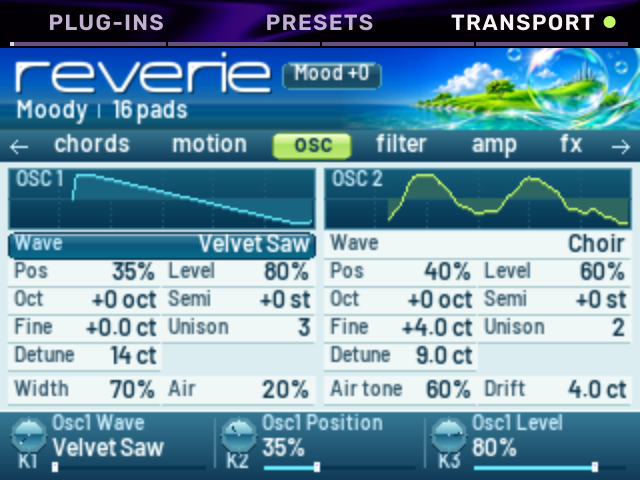 PLUG-INS PRESETS TRANSPORT
reverie Mood +0
Moody | 16 pads
← chords motion osc filter amp fx →
OSC 1 OSC 2
Wave Velvet Saw Wave Choir
Pos 35% Level 80% Pos 40% Level 60%
Oct +0 oct Semi +0 st Oct +0 oct Semi +0 st
Fine +0.0 ct Unison 3 Fine +4.0 ct Unison 2
Detune 14 ct Detune 9.0 ct
Width 70% Air 20% Air tone 60% Drift 4.0 ct
Osc1 Wave Osc1 Position Osc1 Level
Velvet Saw 35% 80%
K1 K2 K3